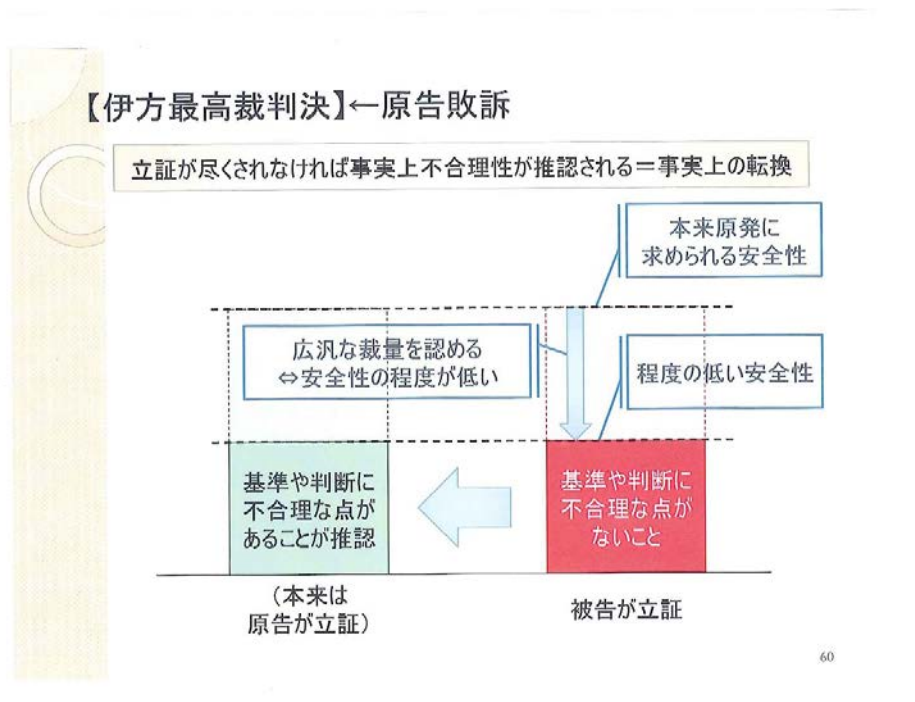 【伊方最高裁判決】←原告敗訴
立証が尽くされなければ事実上不合理性が推認される＝事実上の転換
本来原発に
求められる安全性
広汎な裁量を認める
⇔安全性の程度が低い
程度の低い安全性
基準や判断に
不合理な点が
あることが推認
基準や判断に
不合理な点が
ないこと
（本来は
原告が立証）
被告が立証
60